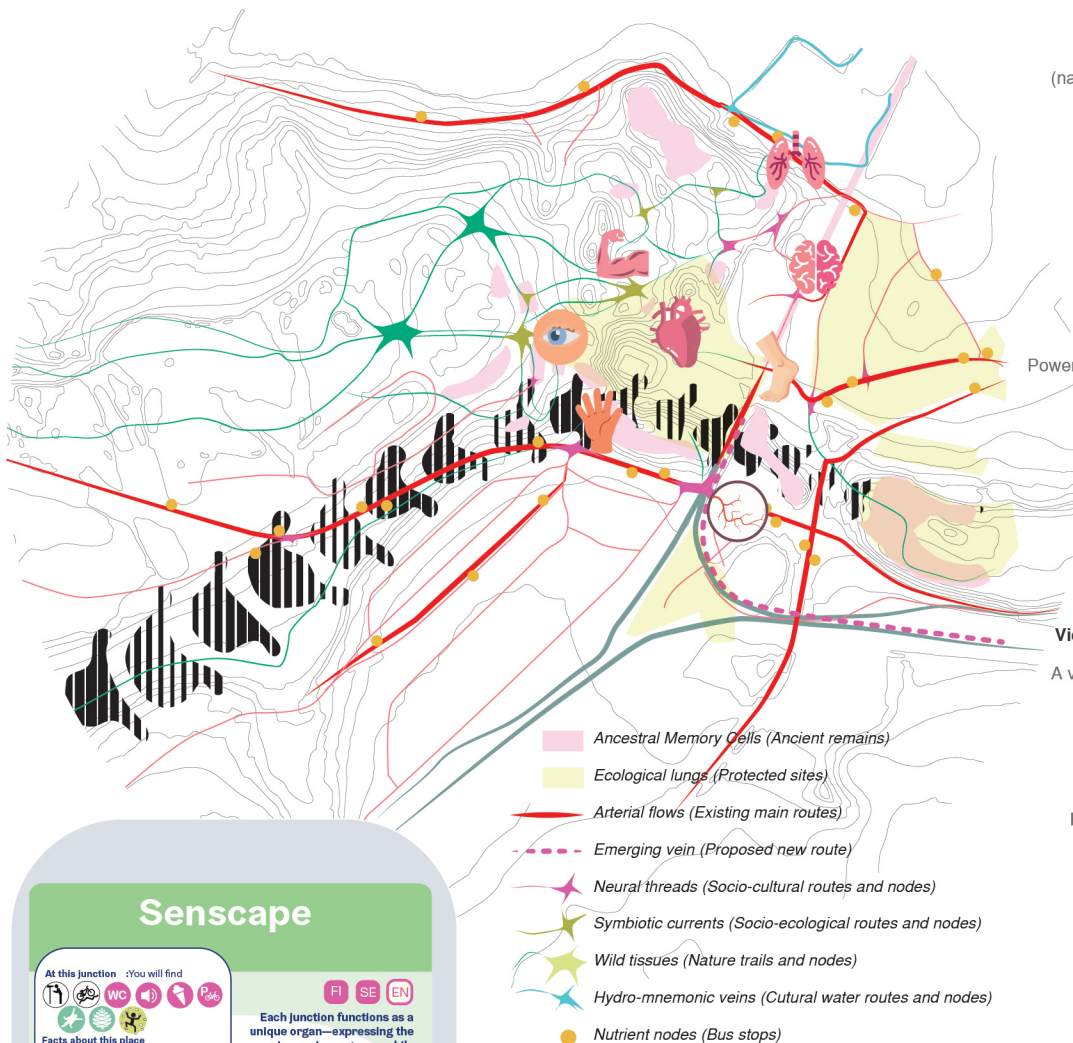 (na
Power
Vie
A v
Ancestral Memory Cells (Ancient remains)
Ecological lungs (Protected sites)
Arterial flows (Existing main routes)
Emerging vein (Proposed new route)
Neural threads (Socio-cultural routes and nodes)
Symbiotic currents (Socio-ecological routes and nodes)
Wild tissues (Nature trails and nodes)
Hydro-mnemonic veins (Cutural water routes and nodes)
Nutrient nodes (Bus stops)
Senscape
At this junction :You will find
WC
P
FI SE EN
Each junction functions as a
unique organ—expressing the
Facts about this place